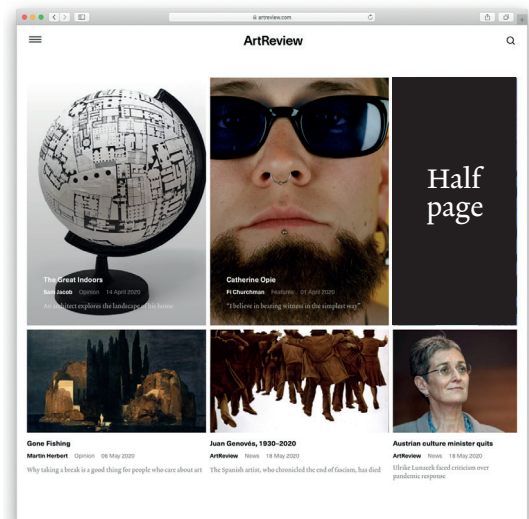 artreview.com
ArtReview
The Great Indoors
Sam Jacob Opinion 14 April 2020
An architect explores the landscape of his home
Catherine Opie
Fi Churchman Features 01 April 2020
“I believe in bearing witness in the simplest way”
Half
page
Gone Fishing
Martin Herbert Opinion 06 May 2020
Why taking a break is a good thing for people who care about art
Juan Genovés, 1930–2020
ArtReview News 18 May 2020
The Spanish artist, who chronicled the end of fascism, has died
Austrian culture minister quits
ArtReview News 18 May 2020
Ulrike Lunacek faced criticism over
pandemic response